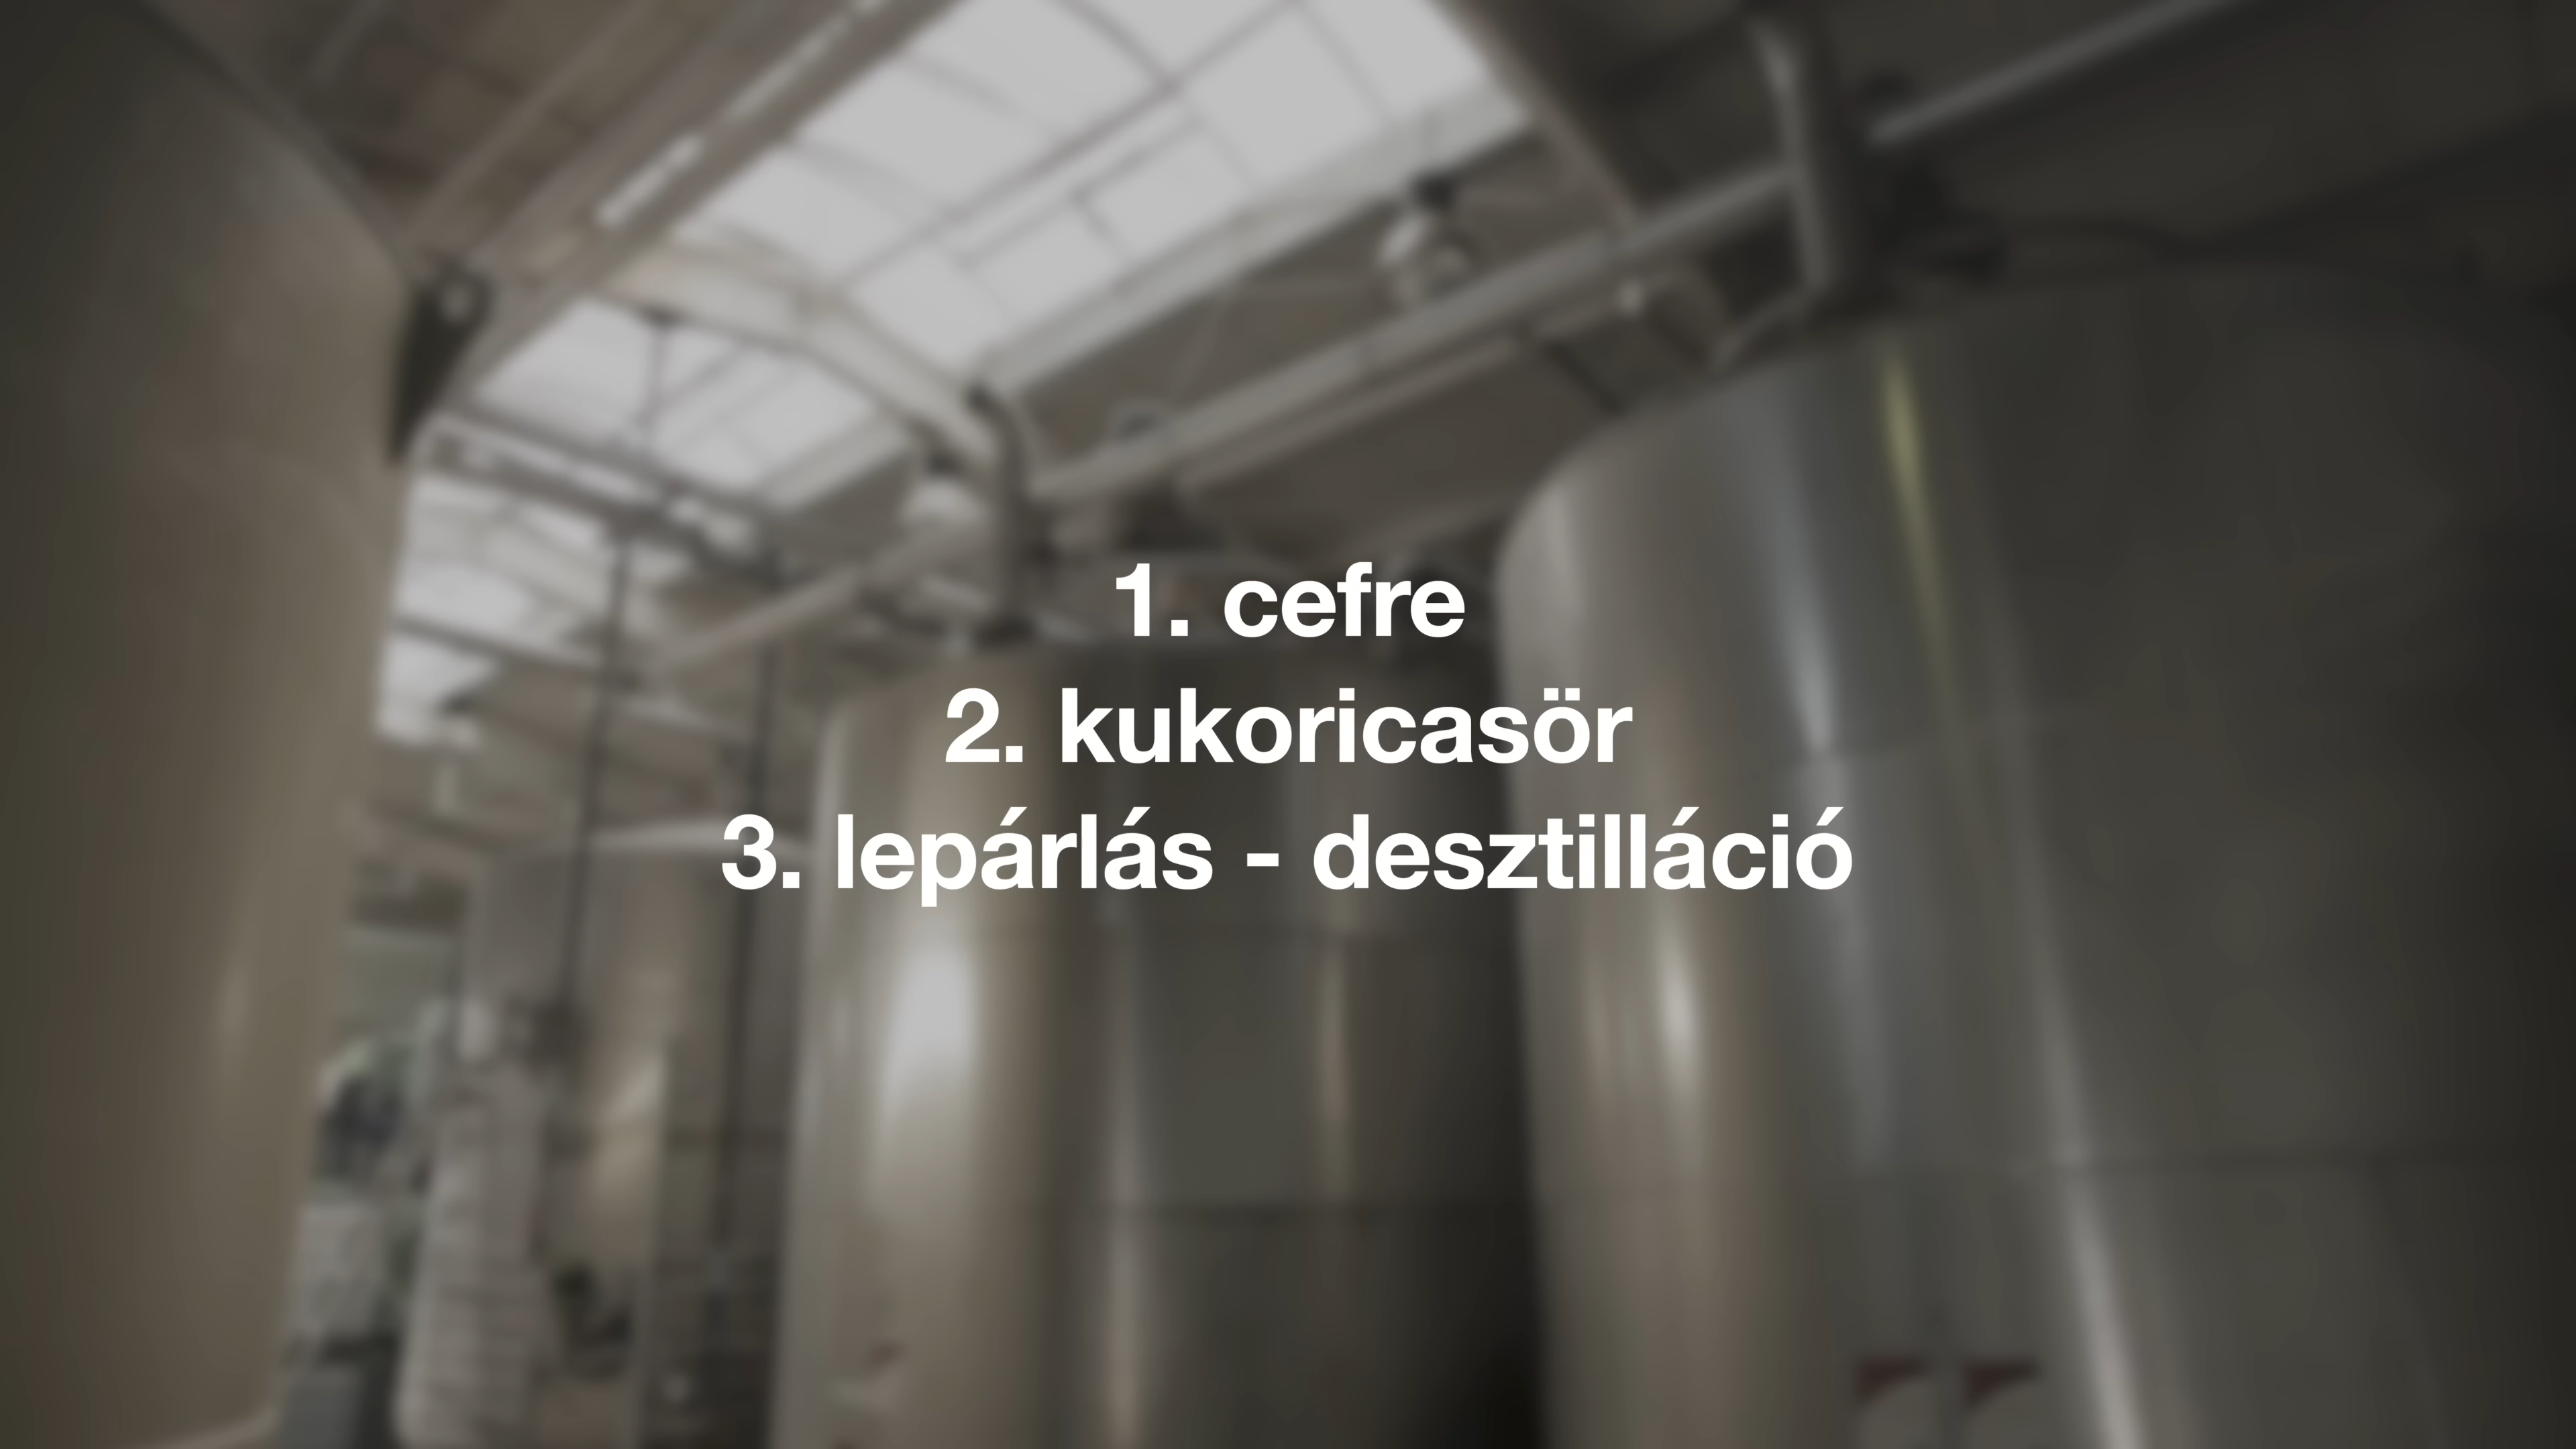 1. cefre
2. kukoricasör
3. lepárlás - desztilláció